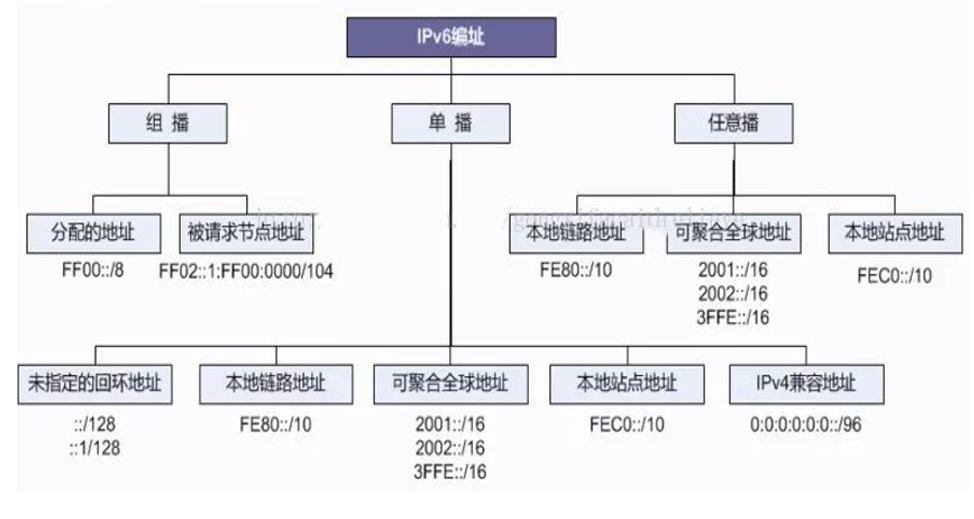 IPv6编址
组 播
单 播
任意播
分配的地址
被请求节点地址
本地链路地址
可聚合全球地址
本地站点地址
FF00::/8
FF02::1:FF00:0000/104
FE80::/10
2001::/16
2002::/16
3FFE::/16
FEC0::/10
未指定的回环地址
本地链路地址
可聚合全球地址
本地站点地址
IPv4兼容地址
::/128
::1/128
FE80::/10
2001::/16
2002::/16
3FFE::/16
FEC0::/10
0:0:0:0:0:0::/96